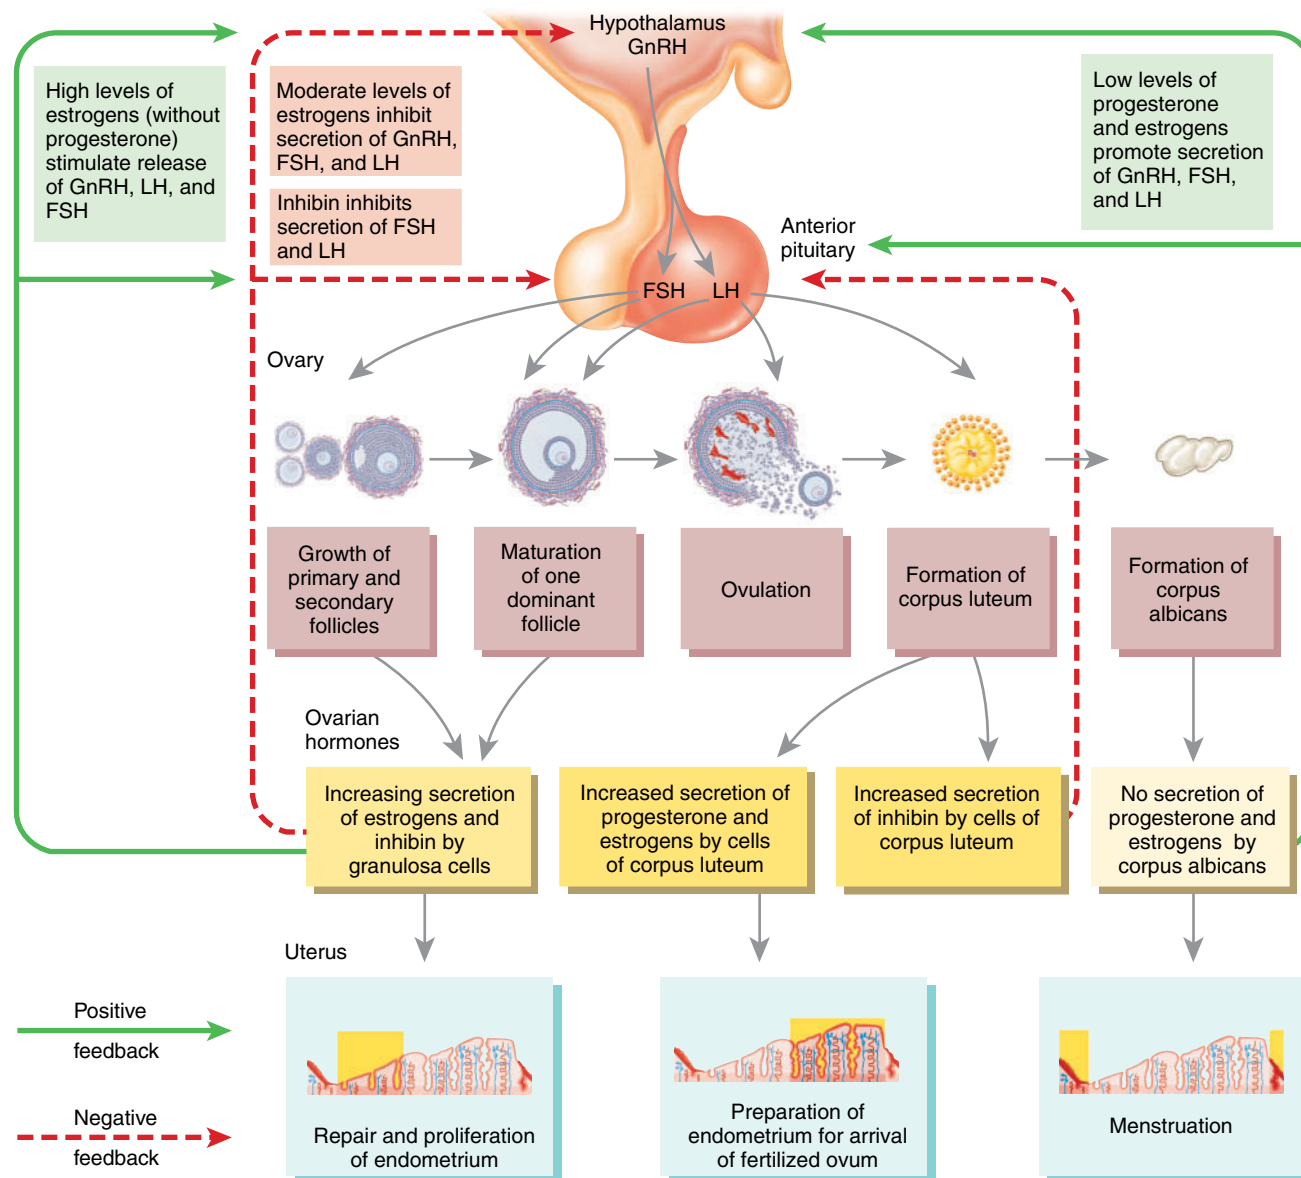 Hypothalamus
GnRH
High levels of
estrogens (without
progesterone)
stimulate release
of GnRH, LH, and
FSH
Moderate levels of
estrogens inhibit
secretion of GnRH,
FSH, and LH
Inhibin inhibits
secretion of FSH
and LH
Low levels of
progesterone
and estrogens
promote secretion
of GnRH, FSH,
and LH
Anterior
pituitary
FSH
LH
Ovary
Growth of
primary and
secondary
follicles
Maturation
of one
dominant
follicle
Ovulation
Formation of
corpus luteum
Formation of
corpus
albicans
Ovarian
hormones
Increasing secretion
of estrogens and
inhibin by
granulosa cells
Increased secretion of
progesterone and
estrogens by cells
of corpus luteum
Increased secretion
of inhibin by cells of
corpus luteum
No secretion of
progesterone and
estrogens by
corpus albicans
Uterus
Positive
feedback
Negative
feedback
Repair and proliferation
of endometrium
Preparation of
endometrium for arrival
of fertilized ovum
Menstruation